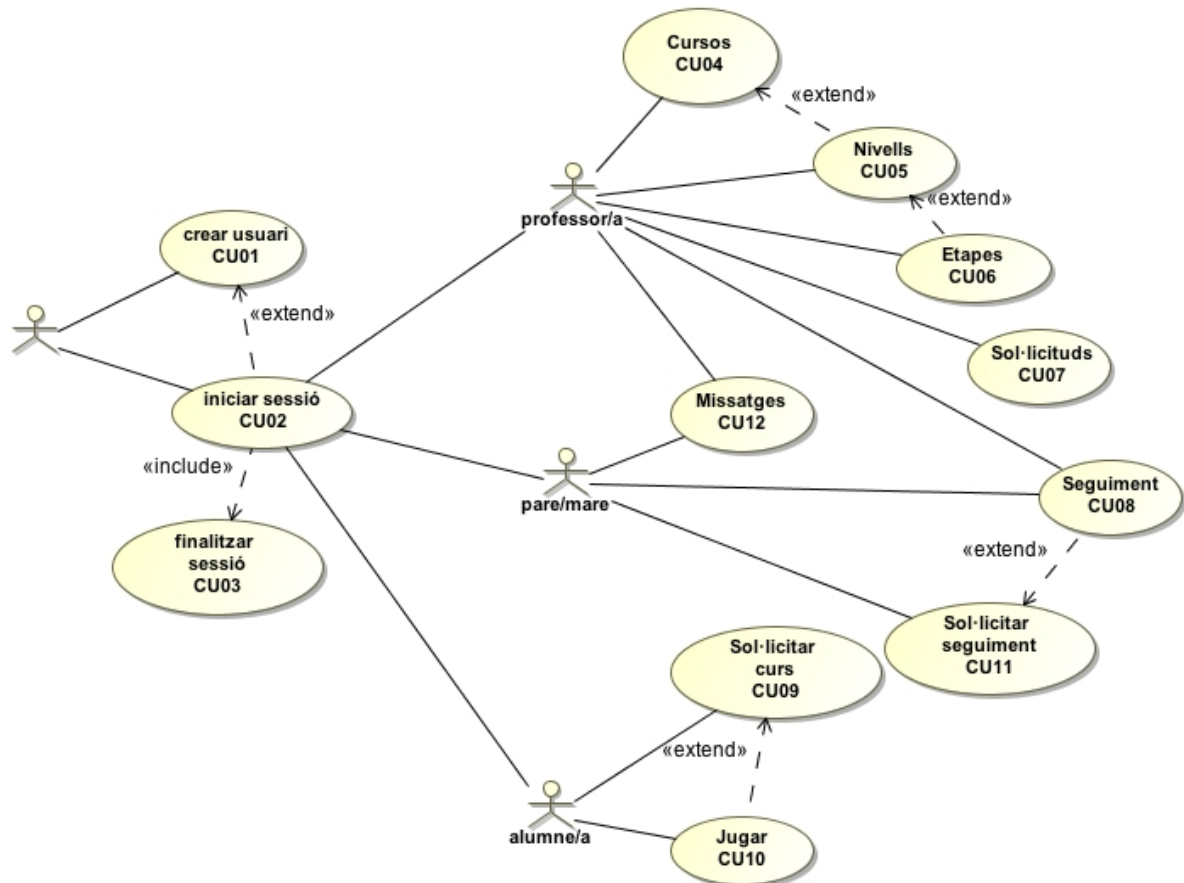 Cursos
CU04
«extend»
Nivells
CU05
professor/a
«extend»
crear usuari
CU01
Etapes
CU06
«extend»
Sol·licituds
CU07
iniciar sessió
CU02
Missatges
CU12
«include»
pare/mare
Seguiment
CU08
finalitzar
sessió
CU03
«extend»
Sol·licitar
seguiment
CU11
Sol·licitar
curs
CU09
«extend»
alumne/a
Jugar
CU10